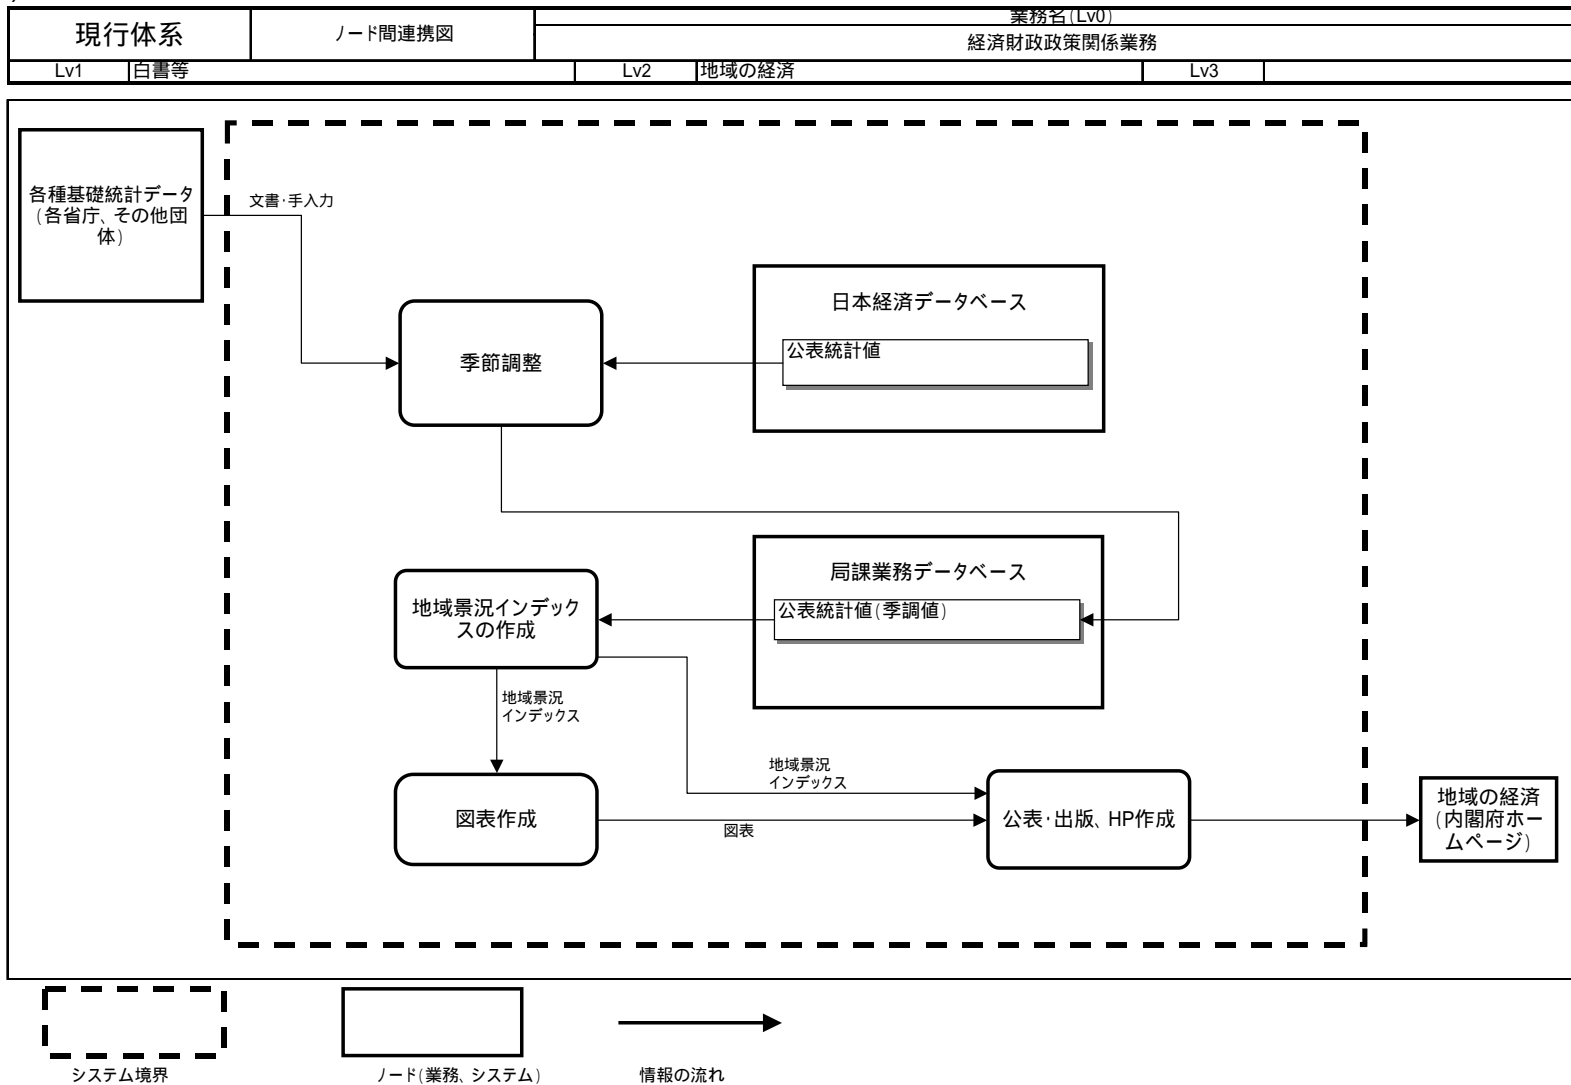 現行体系
ノード間連携図
業務名(Lv0)
経済財政政策関係業務
Lv1
白書等
Lv2
地域の経済
Lv3
各種基礎統計データ
(各省庁、その他団
体)
文書・手入力
日本経済データベース
公表統計値
季節調整
局課業務データベース
公表統計値(季調値)
地域景況インデック
スの作成
地域景況
インデックス
地域景況
インデックス
図表作成
図表
公表・出版、HP作成
地域の経済
(内閣府ホー
ムページ)
システム境界
ノード(業務、システム)
情報の流れ